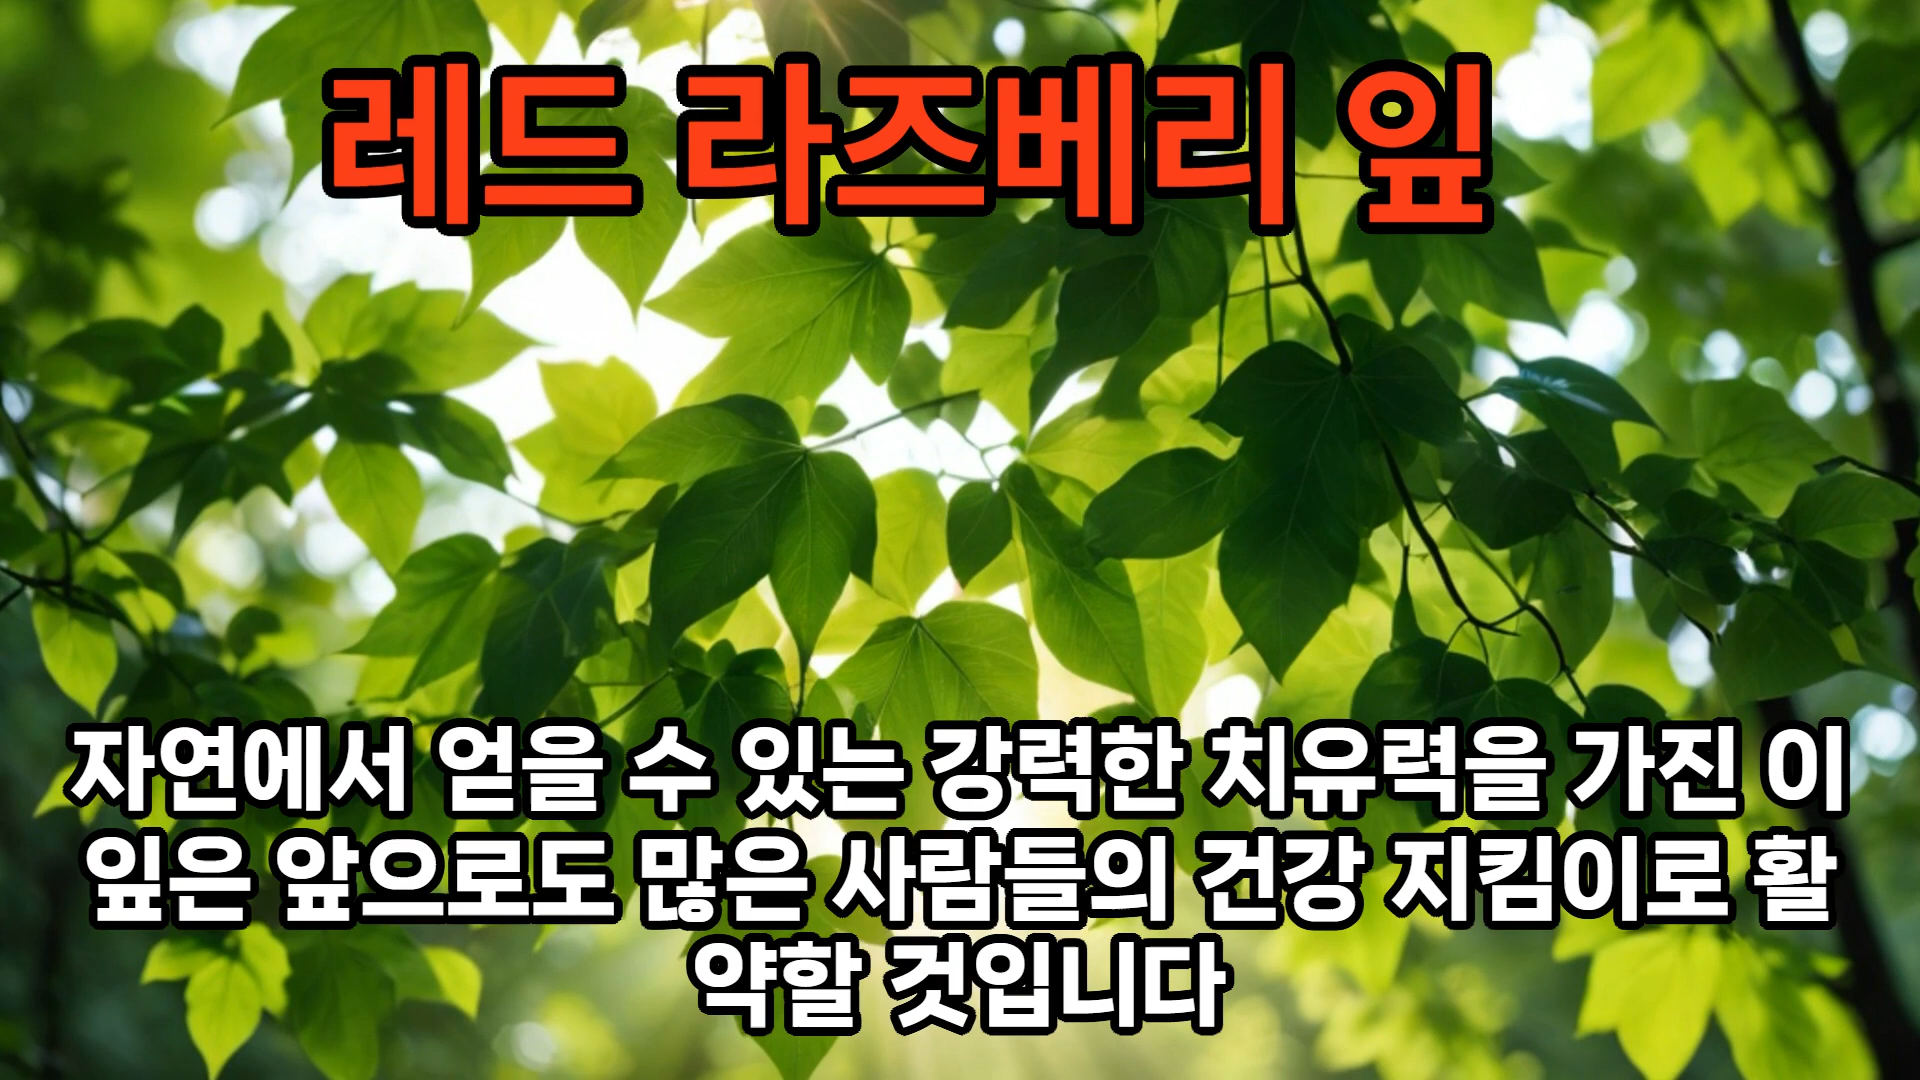 레드 라즈베리 잎
자연에서 얻을 수 있는 강력한 치유력을 가진 이
잎은 앞으로도 많은 사람들의 건강 지킴이로 활
약할 것입니다